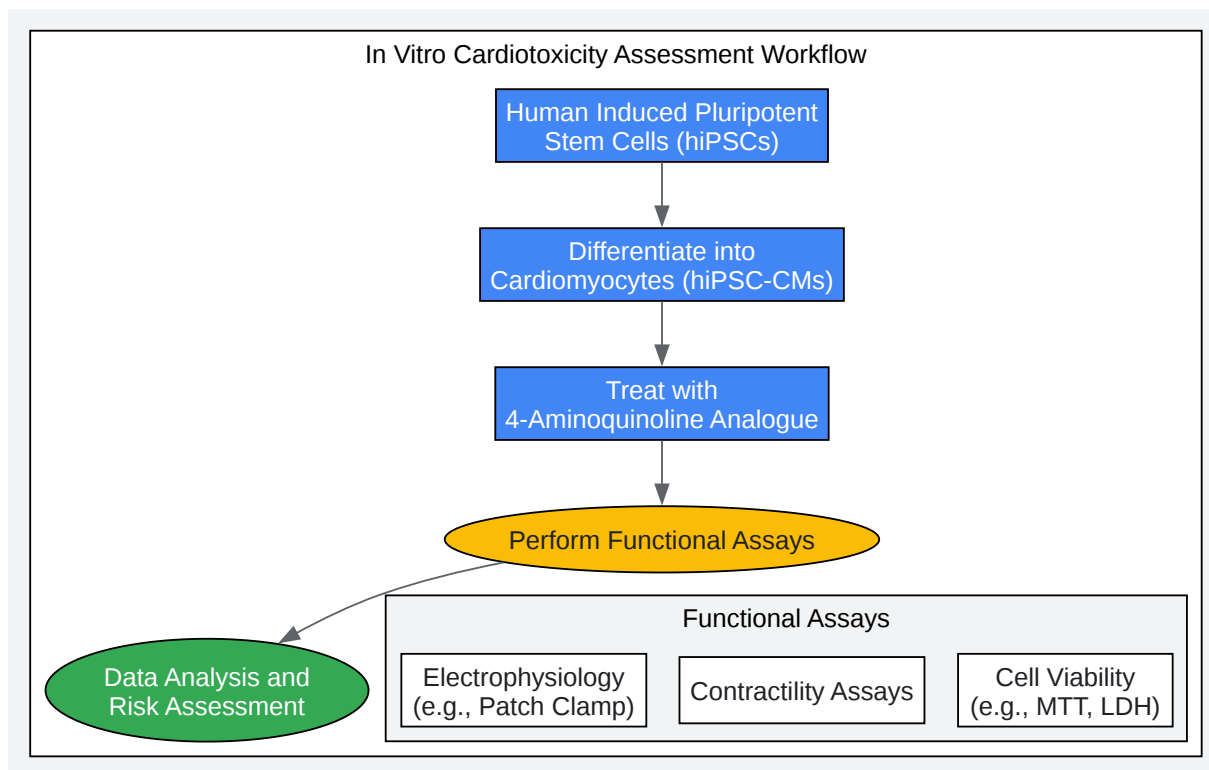 In Vitro Cardiotoxicity Assessment Workflow
Human Induced Pluripotent
Stem Cells (hiPSCs)
Differentiate into
Cardiomyocytes (hiPSC-CMs)
Treat with
4-Aminoquinoline Analogue
Perform Functional Assays
Data Analysis and
Risk Assessment
Functional Assays
Electrophysiology
(e.g., Patch Clamp)
Contractility Assays
Cell Viability
(e.g., MTT, LDH)